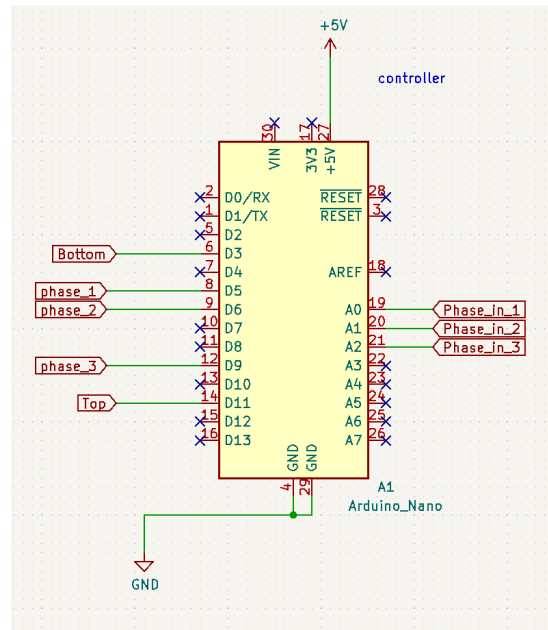 +5V
controller
30
17
27
VIN
3V3
+5V
2 D0/RX RESET 28
1 D1/TX RESET 3
5 D2
Bottom 6 D3
7 D4 AREF 18
phase_1 8 D5
phase_2 9 D6 A0 19 Phase_in_1
10 D7 A1 20 Phase_in_2
11 D8 A2 21 Phase_in_3
phase_3 12 D9 A3 22
13 D10 A4 23
Top 14 D11 A5 24
15 D12 A6 25
16 D13 A7 26
GND
GND
4
29
A1
Arduino_Nano
GND